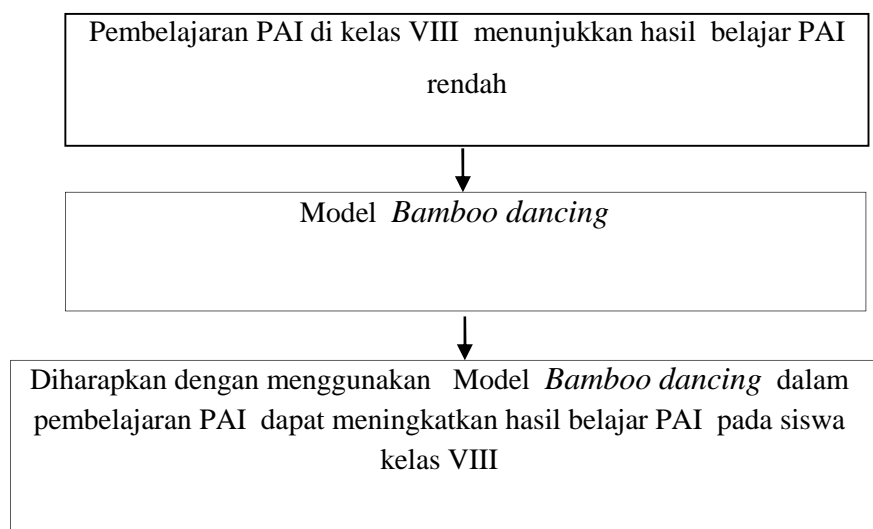 Pembelajaran PAI di kelas VIII menunjukkan hasil belajar PAI
rendah
Model Bamboo dancing
Diharapkan dengan menggunakan Model Bamboo dancing dalam
pembelajaran PAI dapat meningkatkan hasil belajar PAI pada siswa
kelas VIII